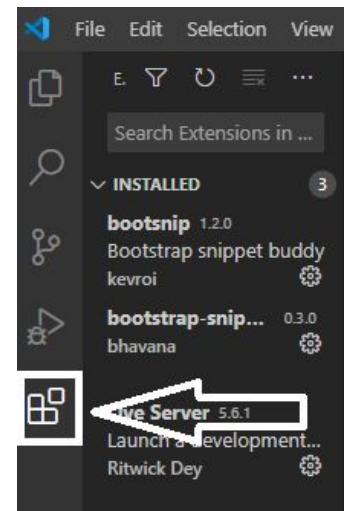 File Edit Selection View
E.
Search Extensions in ...
INSTALLED 3
bootsnip 1.2.0
Bootstrap snippet buddy
kevroi
bootstrap-snip... 0.3.0
bhavana
Live Server 5.6.1
Launch a development...
Ritwick Dey